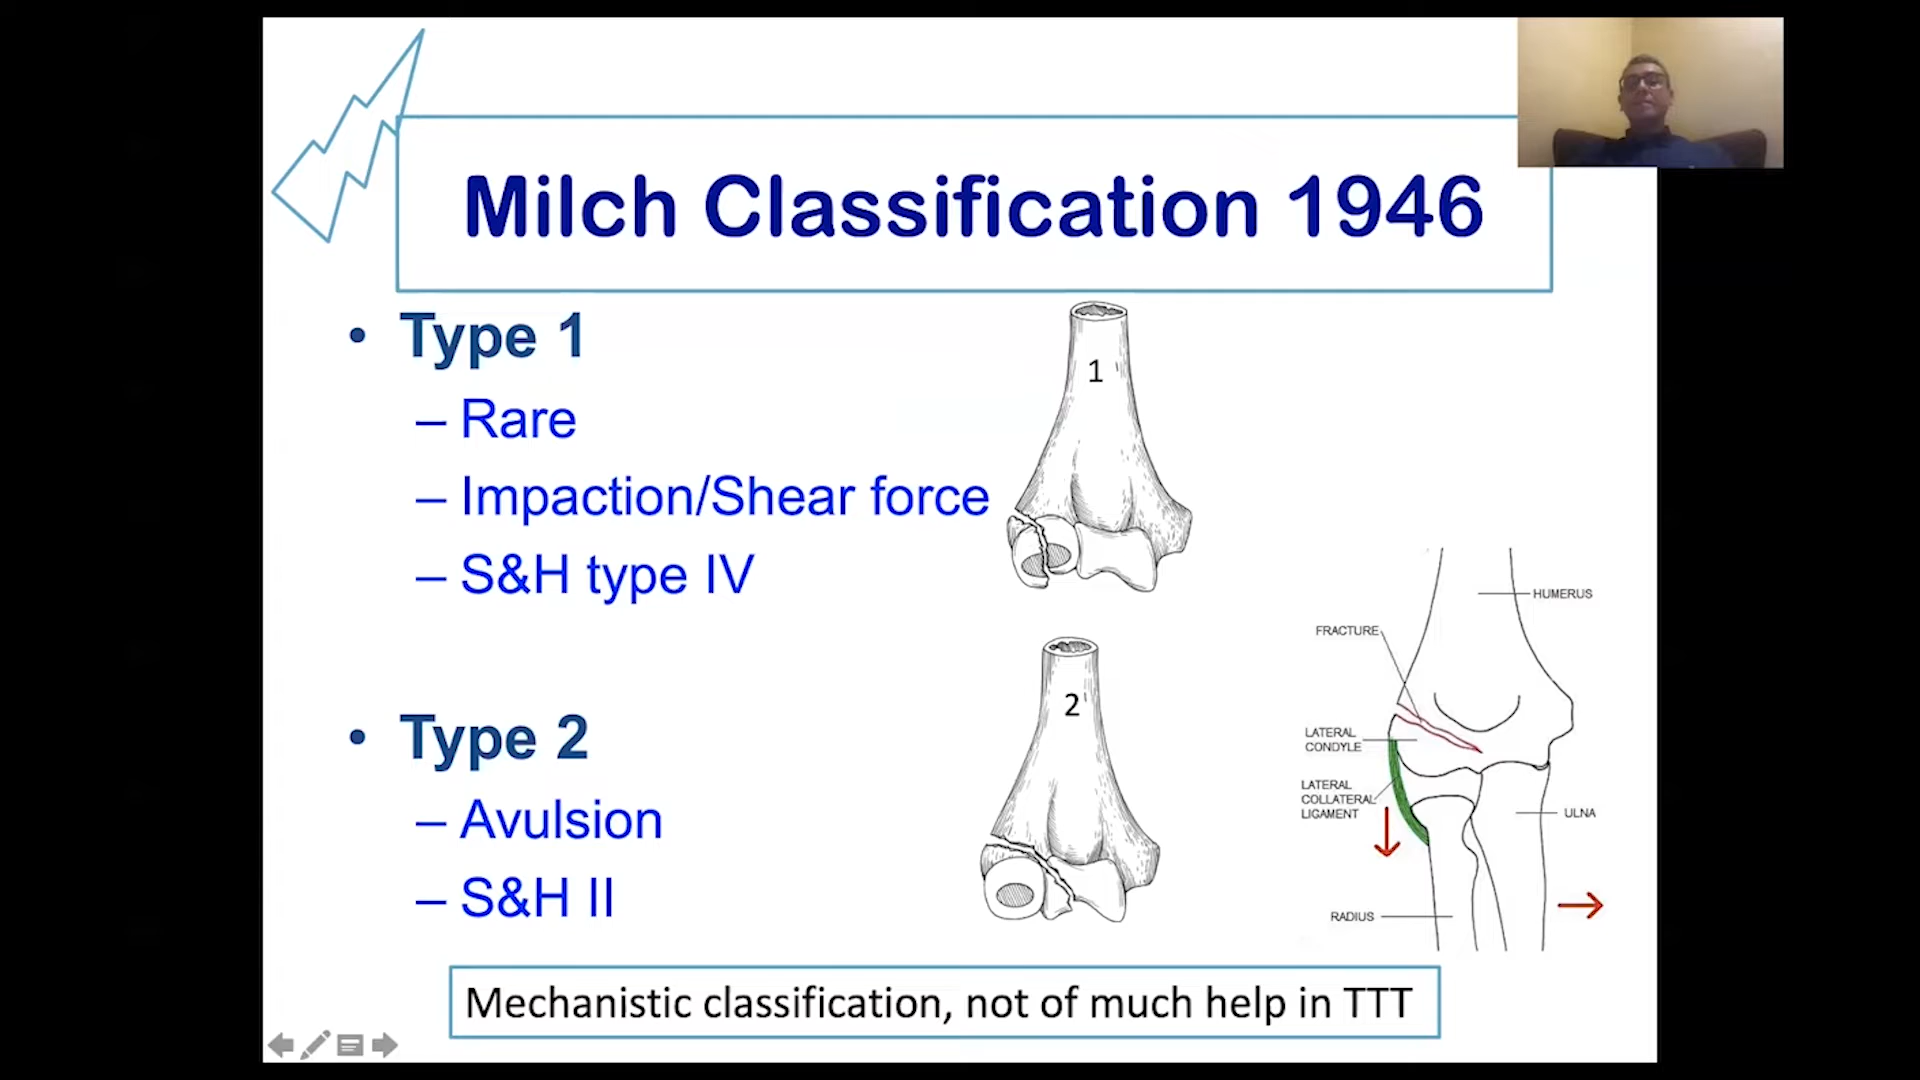 Milch Classification 1946
• Type 1
– Rare
– Impaction/Shear force
– S&H type IV
• Type 2
– Avulsion
– S&H II
1
2
HUMERUS
FRACTURE
LATERAL
CONDYLE
LATERAL
COLLATERAL
LIGAMENT
ULNA
RADIUS
Mechanistic classification, not of much help in TTT